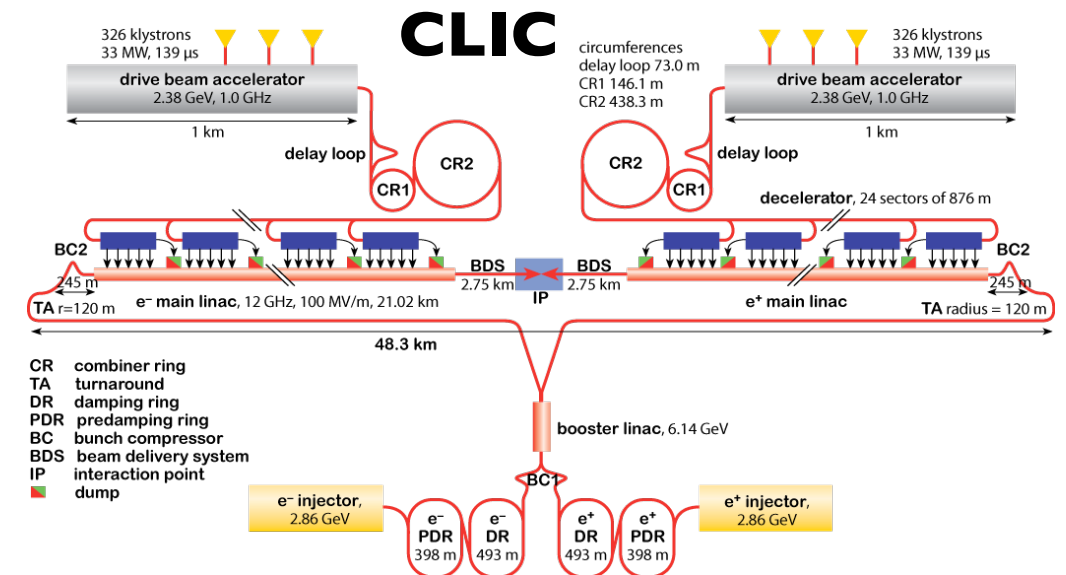 CLIC
326 klystrons
33 MW, 139 µs
drive beam accelerator
2.38 GeV, 1.0 GHz
1 km
delay loop
CR1
CR2
circumferences
delay loop 73.0 m
CR1 146.1 m
CR2 438.3 m
326 klystrons
33 MW, 139 µs
drive beam accelerator
2.38 GeV, 1.0 GHz
1 km
delay loop
CR2
CR1
decelerator, 24 sectors of 876 m
BC2
245 m
TA r=120 m
e⁻ main linac, 12 GHz, 100 MV/m, 21.02 km
BDS
2.75 km
IP
BDS
2.75 km
e⁺ main linac
BC2
245 m
TA radius = 120 m
48.3 km
CR combiner ring
TA turnaround
DR damping ring
PDR predamping ring
BC bunch compressor
BDS beam delivery system
IP interaction point
dump
booster linac, 6.14 GeV
BC1
e⁻ injector,
2.86 GeV
e⁻
PDR
398 m
e⁻
DR
493 m
e⁺
DR
493 m
e⁺
PDR
398 m
e⁺ injector,
2.86 GeV